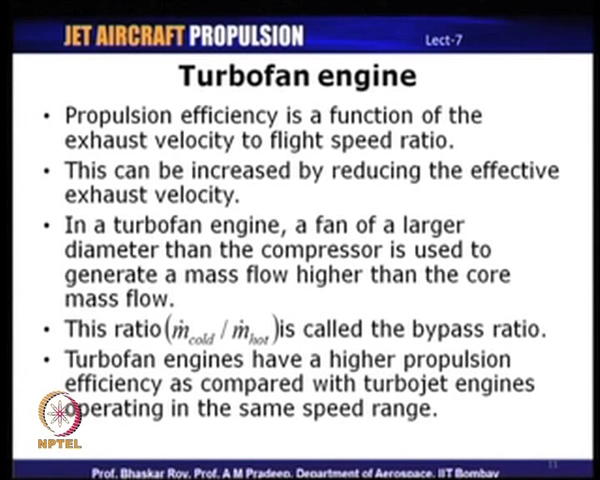 JET AIRCRAFT PROPULSION
Lect-7
Turbofan engine
• Propulsion efficiency is a function of the
exhaust velocity to flight speed ratio.
• This can be increased by reducing the effective
exhaust velocity.
• In a turbofan engine, a fan of a larger
diameter than the compressor is used to
generate a mass flow higher than the core
mass flow.
• This ratio (ṁcold / ṁhot) is called the bypass ratio.
• Turbofan engines have a higher propulsion
efficiency as compared with turbojet engines
operating in the same speed range.
NPTEL
11
Prof. Bhaskar Roy, Prof. A M Pradeep, Department of Aerospace, IIT Bombay